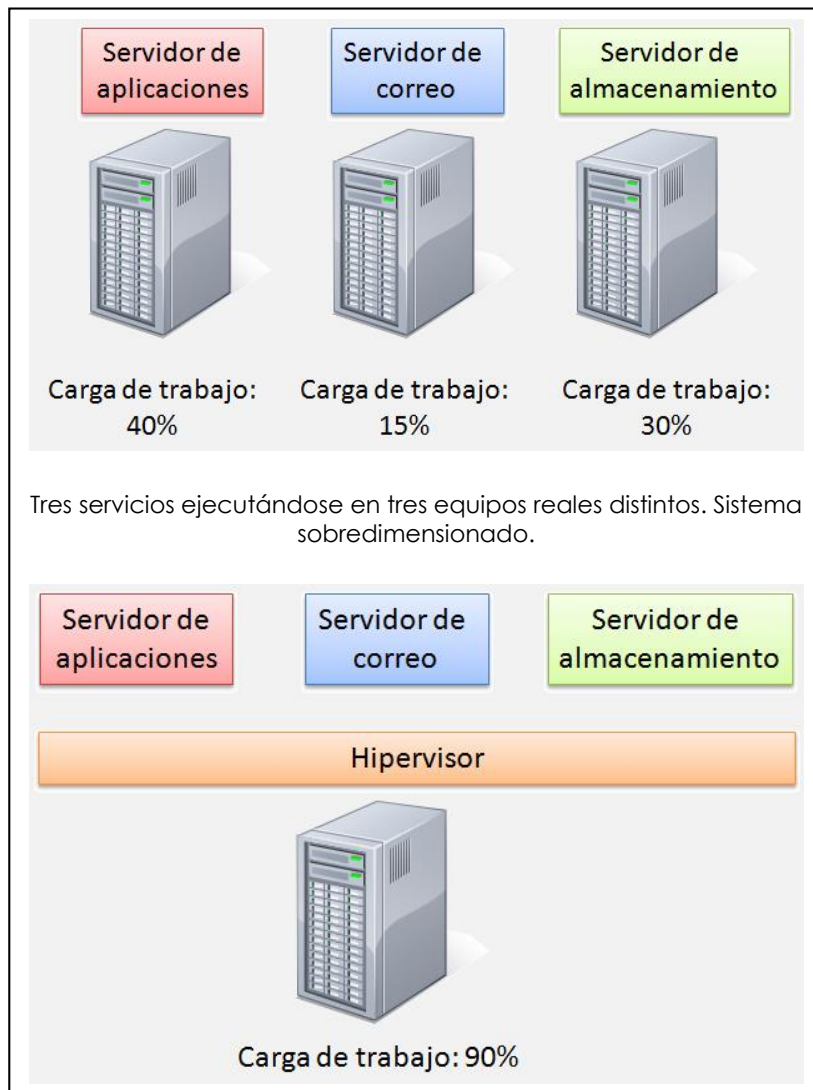 Servidor de
aplicaciones
Servidor de
correo
Servidor de
almacenamiento
Carga de trabajo:
40%
Carga de trabajo:
15%
Carga de trabajo:
30%
Tres servicios ejecutándose en tres equipos reales distintos. Sistema
sobredimensionado.
Servidor de
aplicaciones
Servidor de
correo
Servidor de
almacenamiento
Hipervisor
Carga de trabajo: 90%